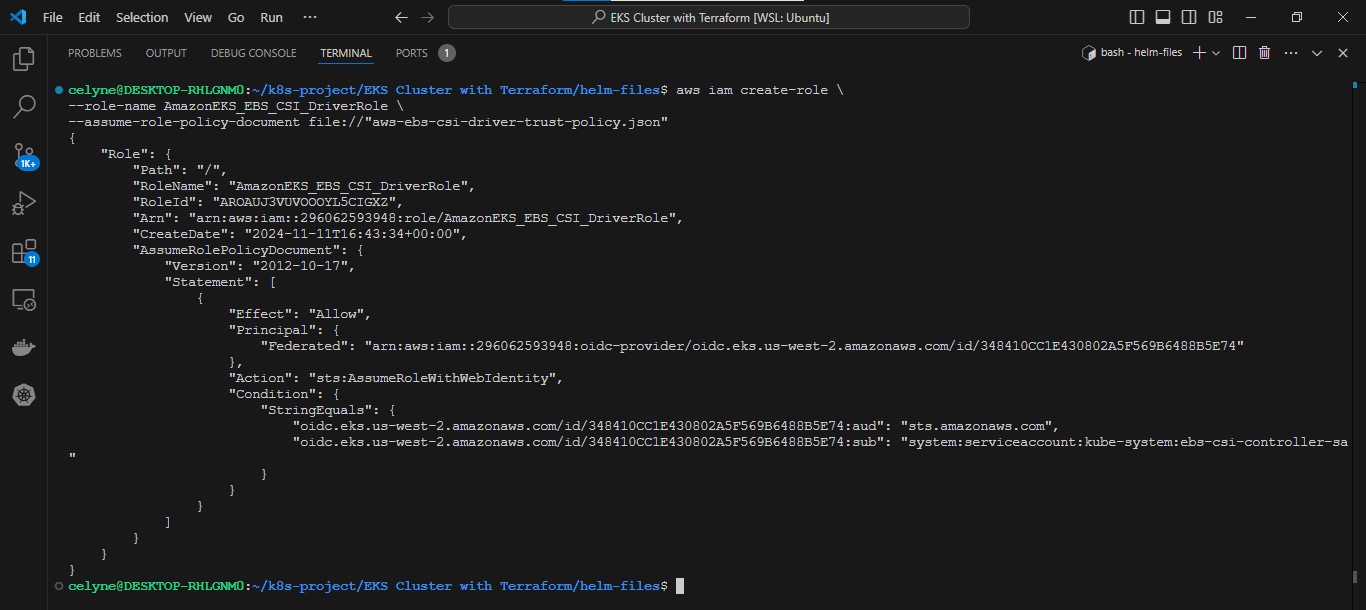 File Edit Selection View Go Run ··· EKS Cluster with Terraform [WSL: Ubuntu]
PROBLEMS OUTPUT DEBUG CONSOLE TERMINAL PORTS 1 bash - helm-files
celyne@DESKTOP-RHLGNM0:~/k8s-project/EKS Cluster with Terraform/helm-files$ aws iam create-role \
--role-name AmazonEKS_EBS_CSI_DriverRole \
--assume-role-policy-document file://"aws-ebs-csi-driver-trust-policy.json"
{
    "Role": {
        "Path": "/",
        "RoleName": "AmazonEKS_EBS_CSI_DriverRole",
        "RoleId": "AROAUJ3VUVOOOYL5CIGXZ",
        "Arn": "arn:aws:iam::296062593948:role/AmazonEKS_EBS_CSI_DriverRole",
        "CreateDate": "2024-11-11T16:43:34+00:00",
        "AssumeRolePolicyDocument": {
            "Version": "2012-10-17",
            "Statement": [
                {
                    "Effect": "Allow",
                    "Principal": {
                        "Federated": "arn:aws:iam::296062593948:oidc-provider/oidc.eks.us-west-2.amazonaws.com/id/348410CC1E430802A5F569B6488B5E74"
                    },
                    "Action": "sts:AssumeRoleWithWebIdentity",
                    "Condition": {
                        "StringEquals": {
                            "oidc.eks.us-west-2.amazonaws.com/id/348410CC1E430802A5F569B6488B5E74:aud": "sts.amazonaws.com",
                            "oidc.eks.us-west-2.amazonaws.com/id/348410CC1E430802A5F569B6488B5E74:sub": "system:serviceaccount:kube-system:ebs-csi-controller-sa
"
                        }
                    }
                }
            ]
        }
    }
}
celyne@DESKTOP-RHLGNM0:~/k8s-project/EKS Cluster with Terraform/helm-files$
1K+
11